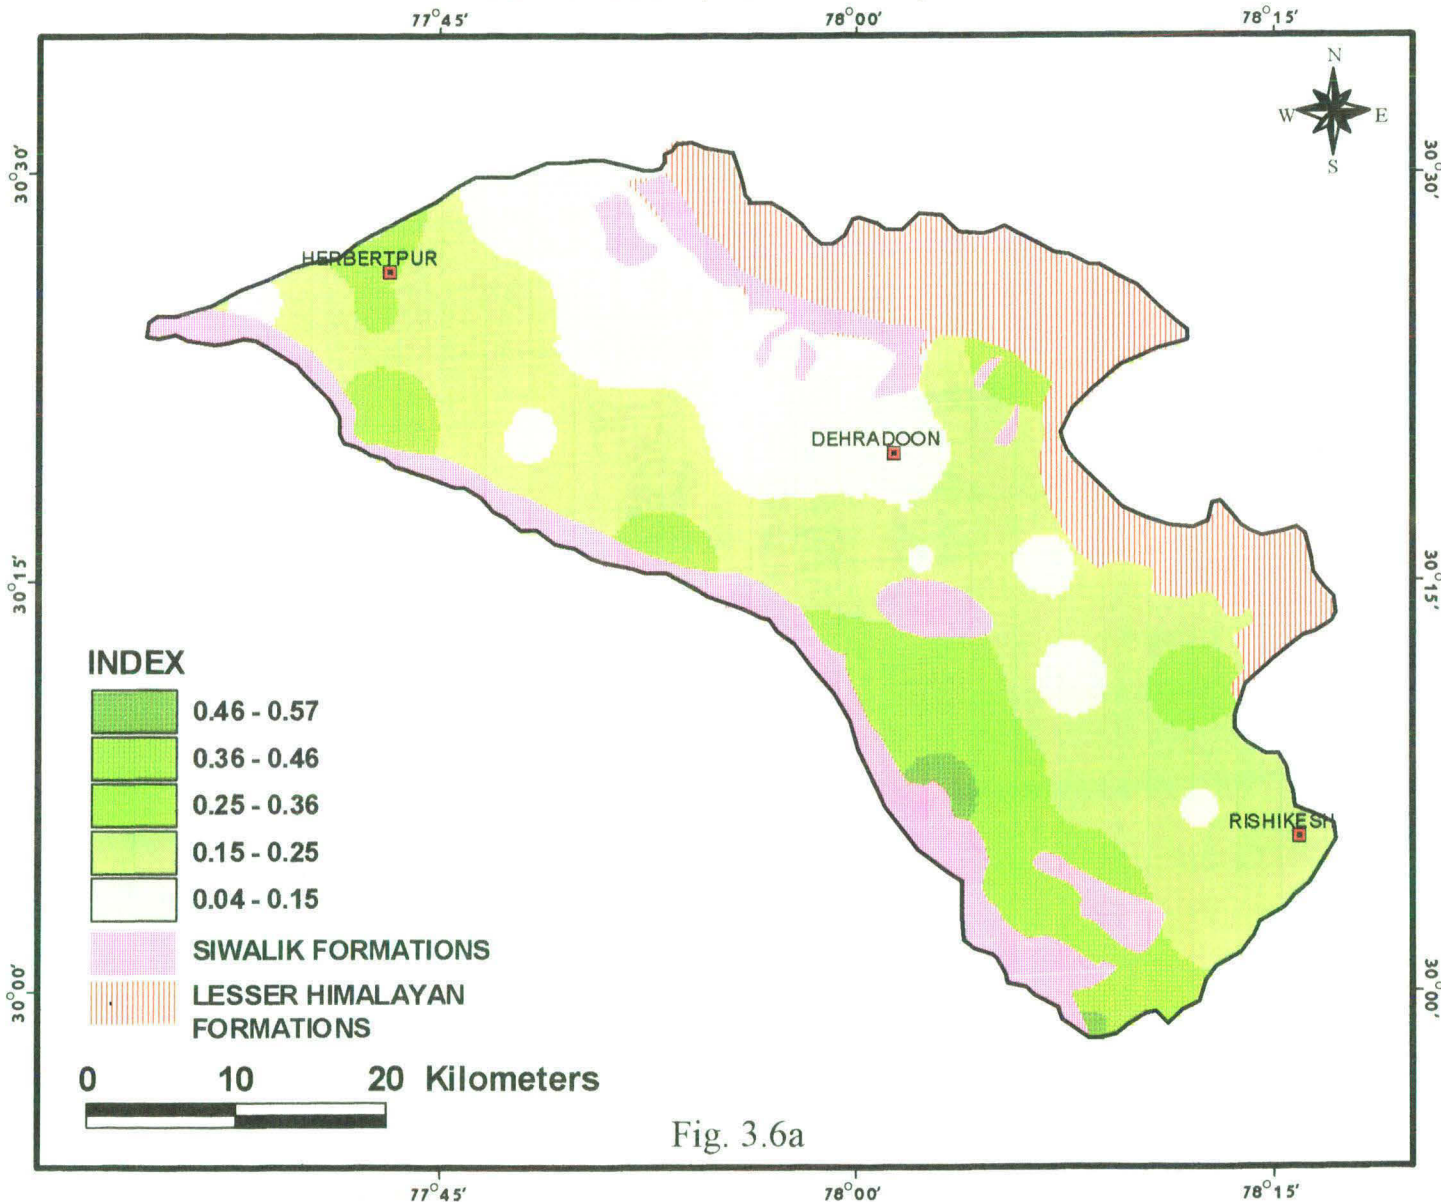 77°45'
78°00'
78°15'
N
W
E
S
30°30'
30°30'
HERBERTPUR
DEHRADOON
30°15'
30°15'
INDEX
0.46 - 0.57
0.36 - 0.46
0.25 - 0.36
0.15 - 0.25
0.04 - 0.15
RISHIKESH
SIWALIK FORMATIONS
LESSER HIMALAYAN
FORMATIONS
30°00'
30°00'
0 10 20 Kilometers
Fig. 3.6a
77°45'
78°00'
78°15'